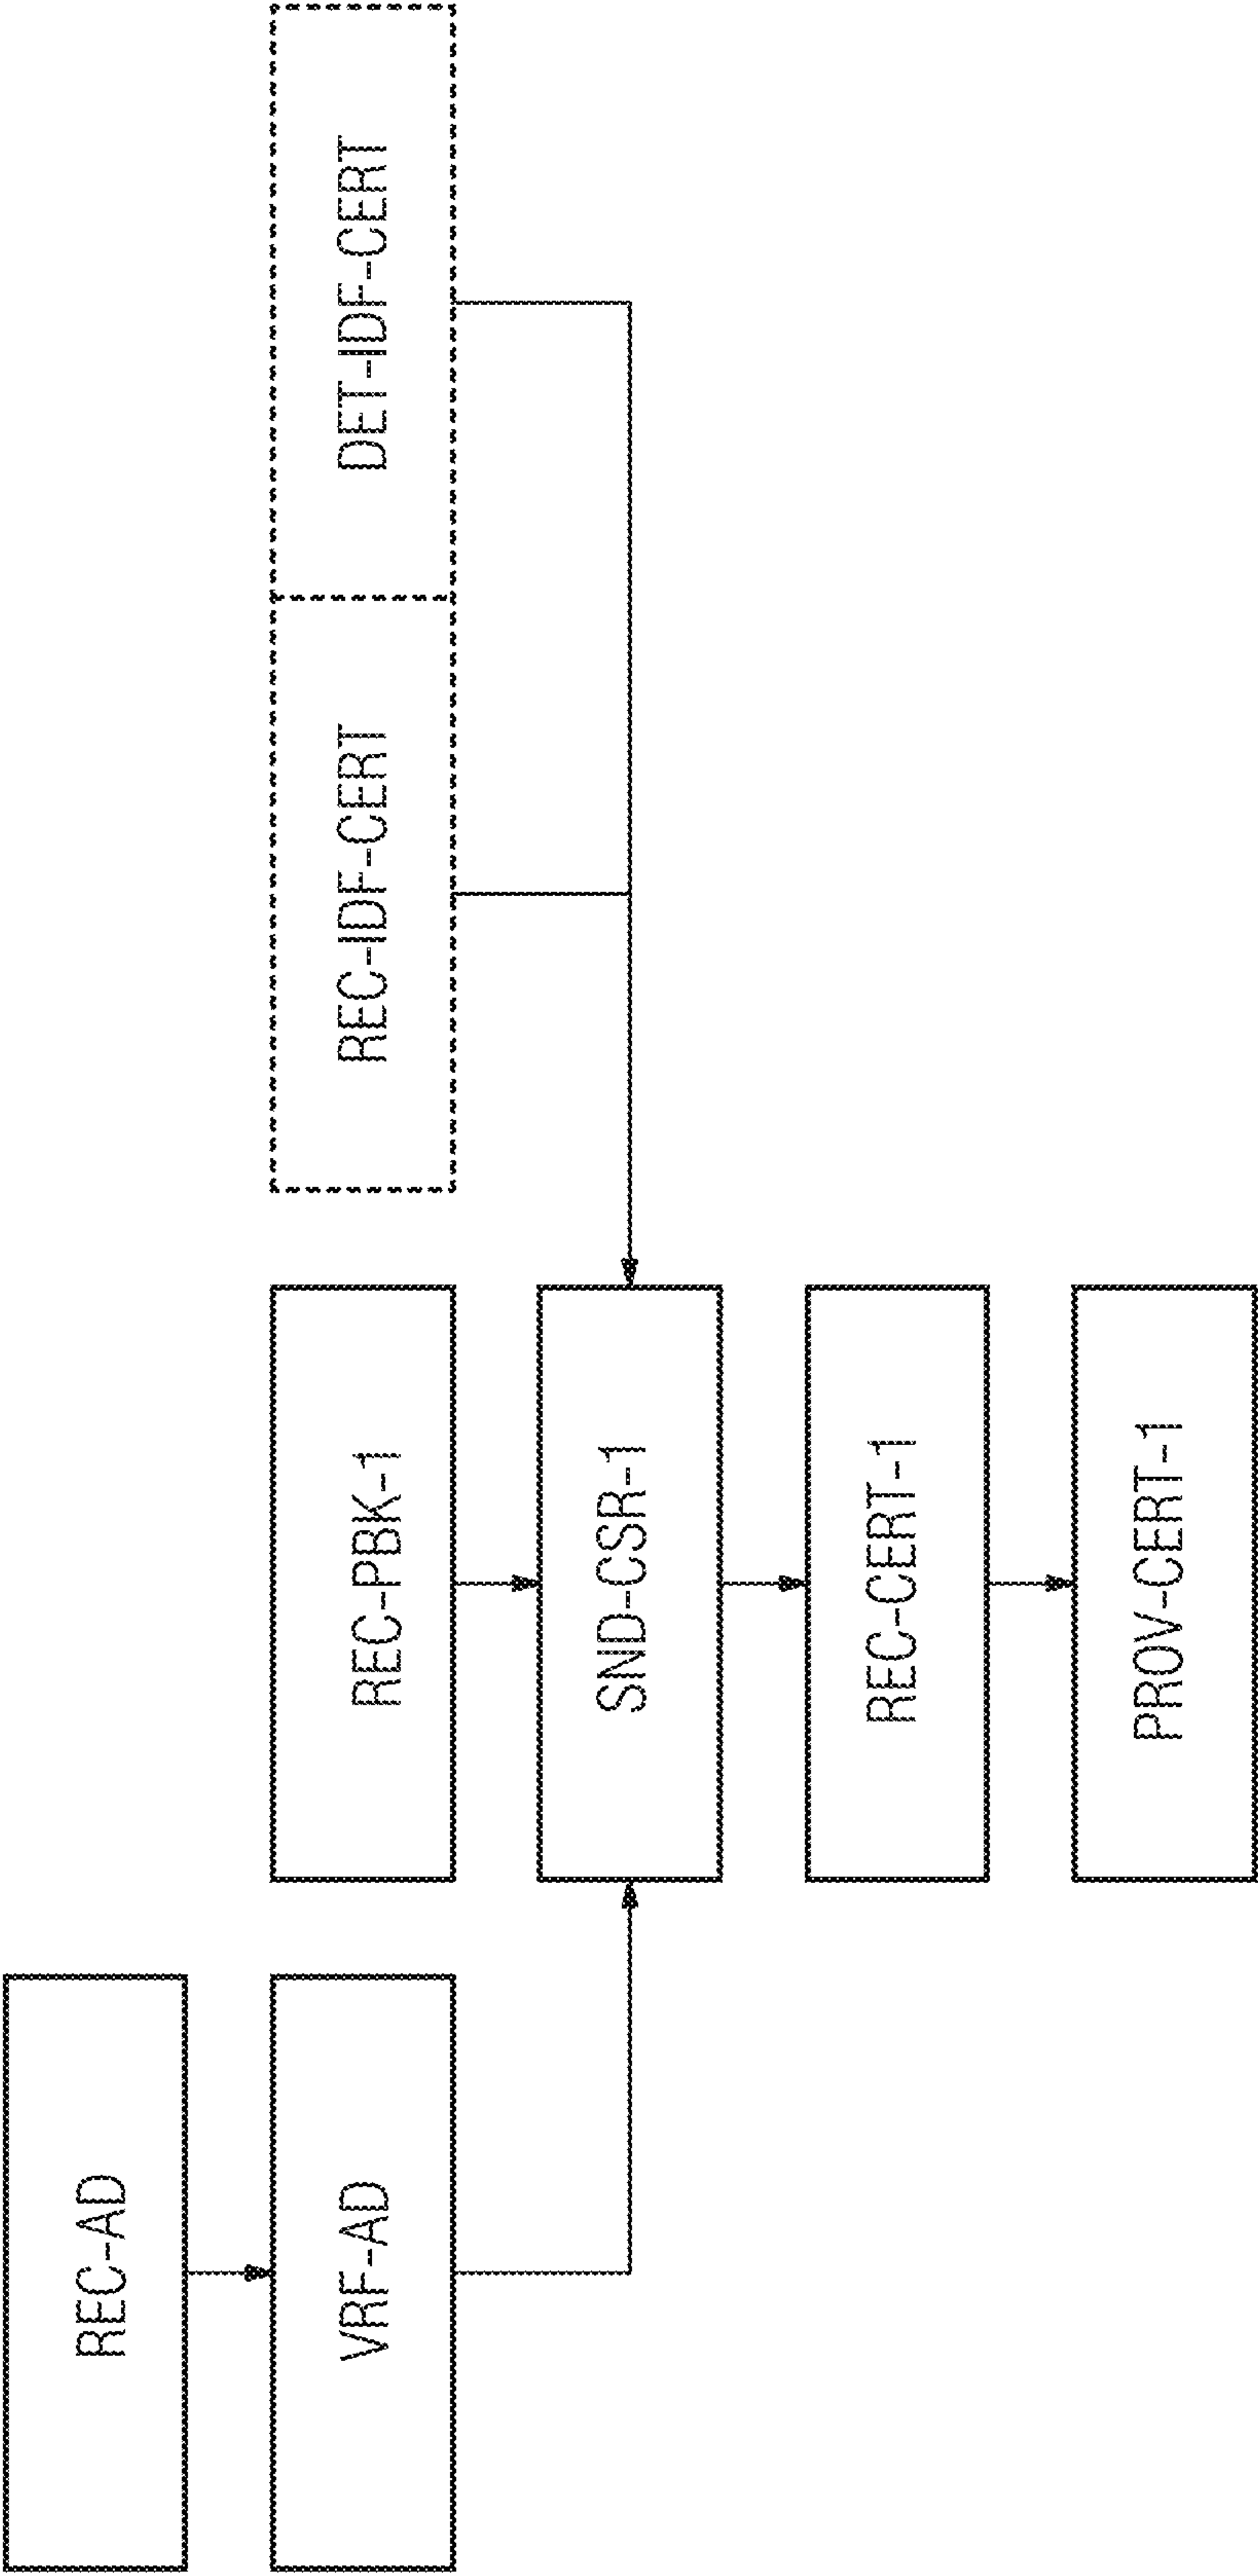 REC-AD
VRF-AD
REC-PBK-1
REC-IDF-CERT
DET-IDF-CERT
SND-CSR-1
REC-CERT-1
PROV-CERT-1